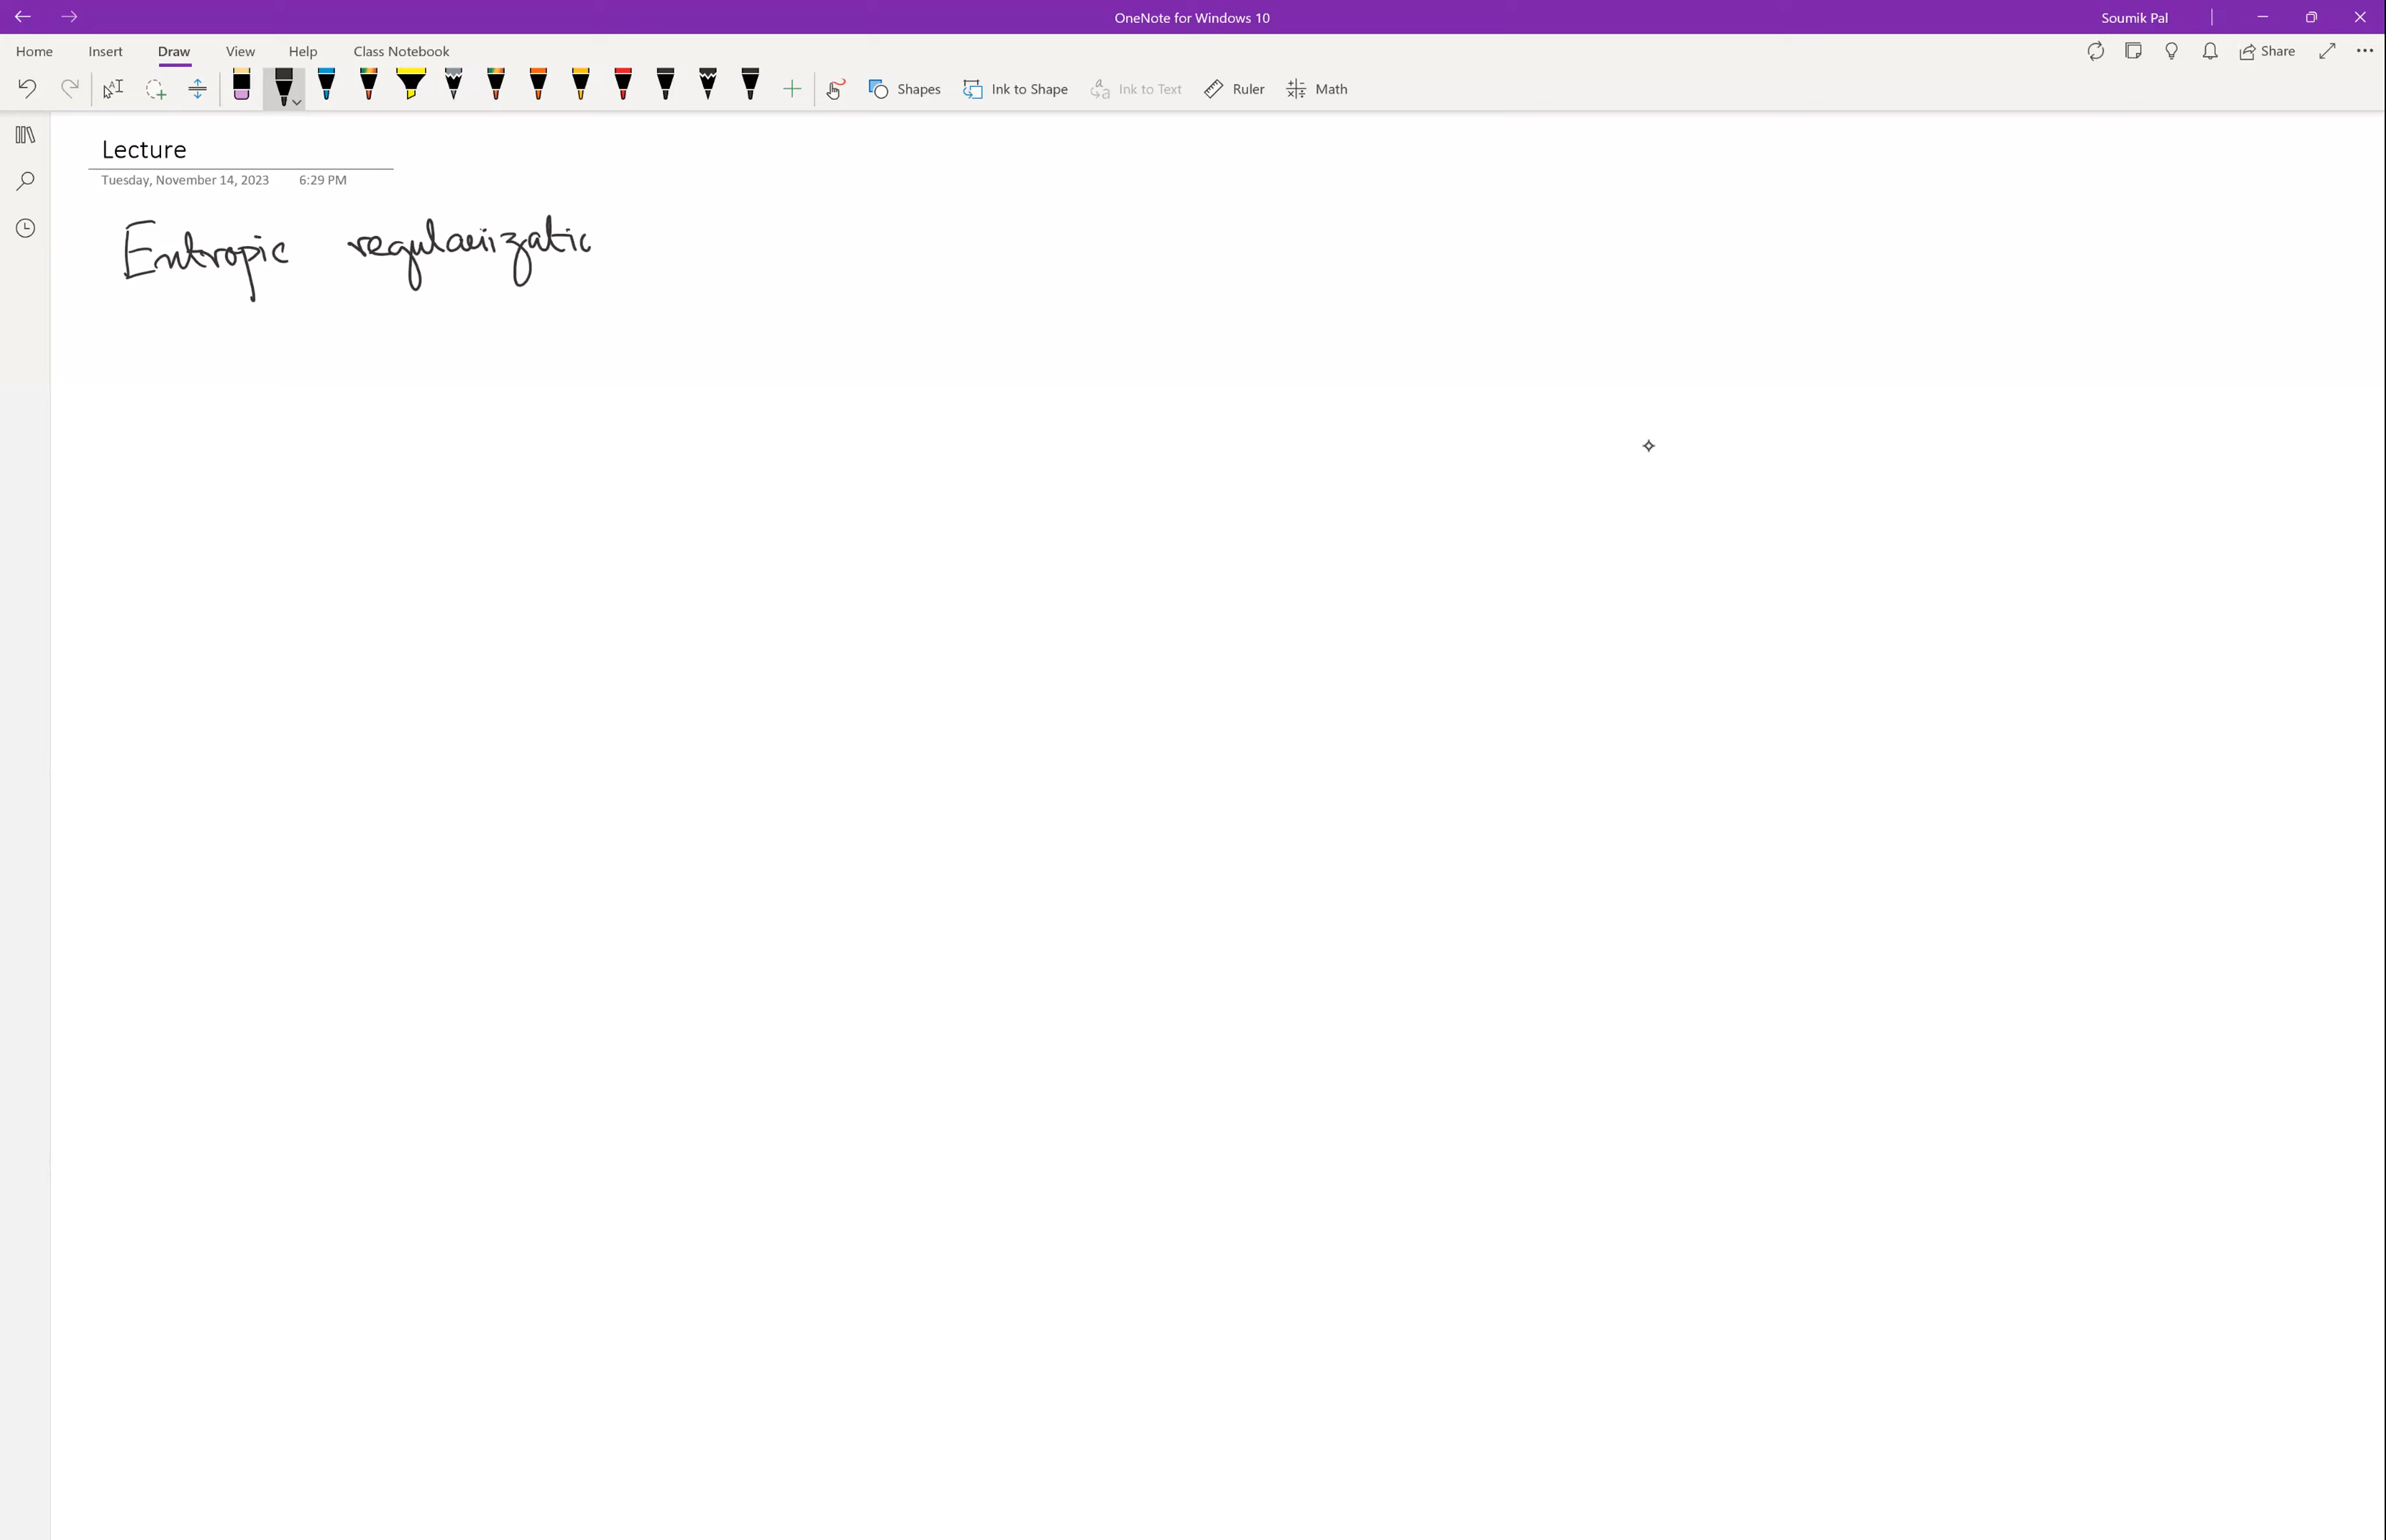 OneNote for Windows 10
Soumik Pal
Home Insert Draw View Help Class Notebook
Share
Shapes Ink to Shape Ink to Text Ruler Math
Lecture
Tuesday, November 14, 2023 6:29 PM
Entropic regularizatic